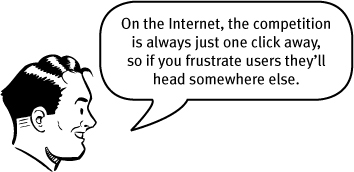 On the Internet, the competition
is always just one click away,
so if you frustrate users they’ll
head somewhere else.